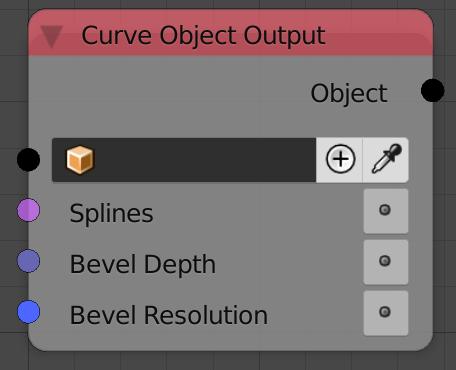 Curve Object Output
Object
Splines
Bevel Depth
Bevel Resolution